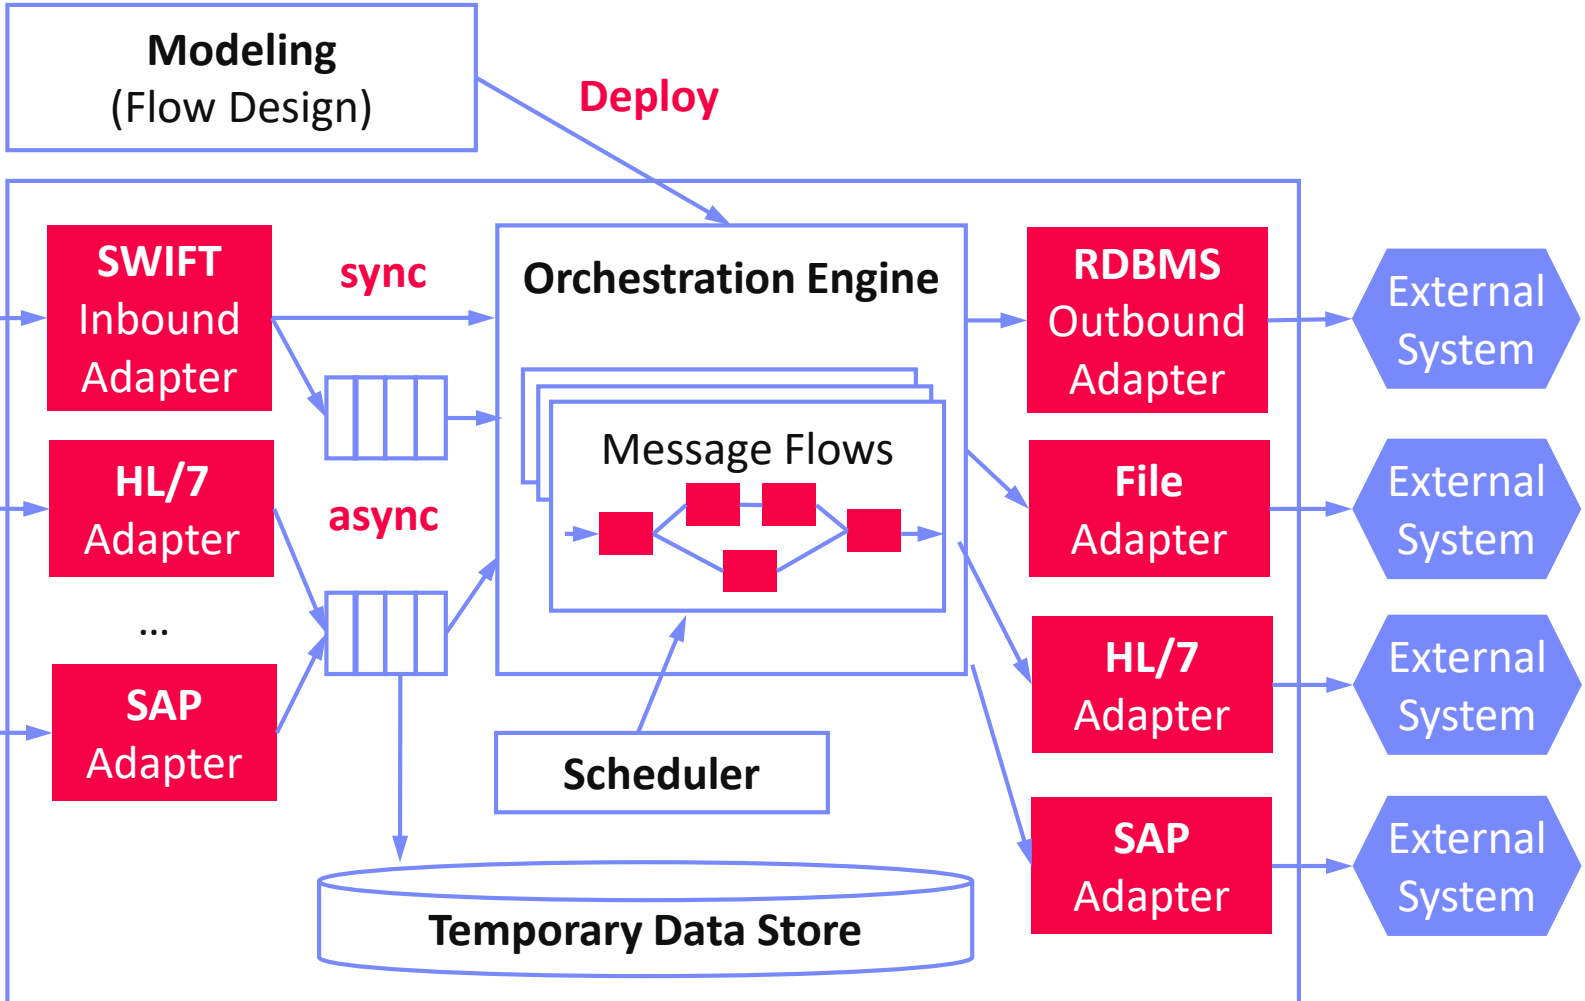 Modeling
(Flow Design)
Deploy
SWIFT
Inbound
Adapter
sync
Orchestration Engine
RDBMS
Outbound
Adapter
External
System
Message Flows
HL/7
Adapter
async
File
Adapter
External
System
...
SAP
Adapter
HL/7
Adapter
External
System
Scheduler
SAP
Adapter
External
System
Temporary Data Store